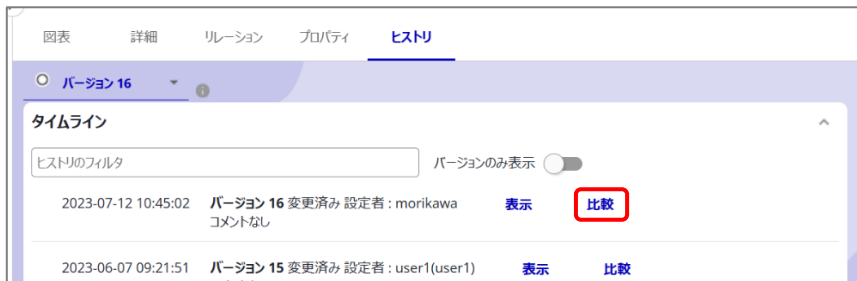 図表 詳細 リレーション プロパティ ヒストリ
バージョン 16
タイムライン
ヒストリのフィルタ バージョンのみ表示
2023-07-12 10:45:02 バージョン 16 変更済み 設定者 : morikawa 表示 比較
コメントなし
2023-06-07 09:21:51 バージョン 15 変更済み 設定者 : user1(user1) 表示 比較